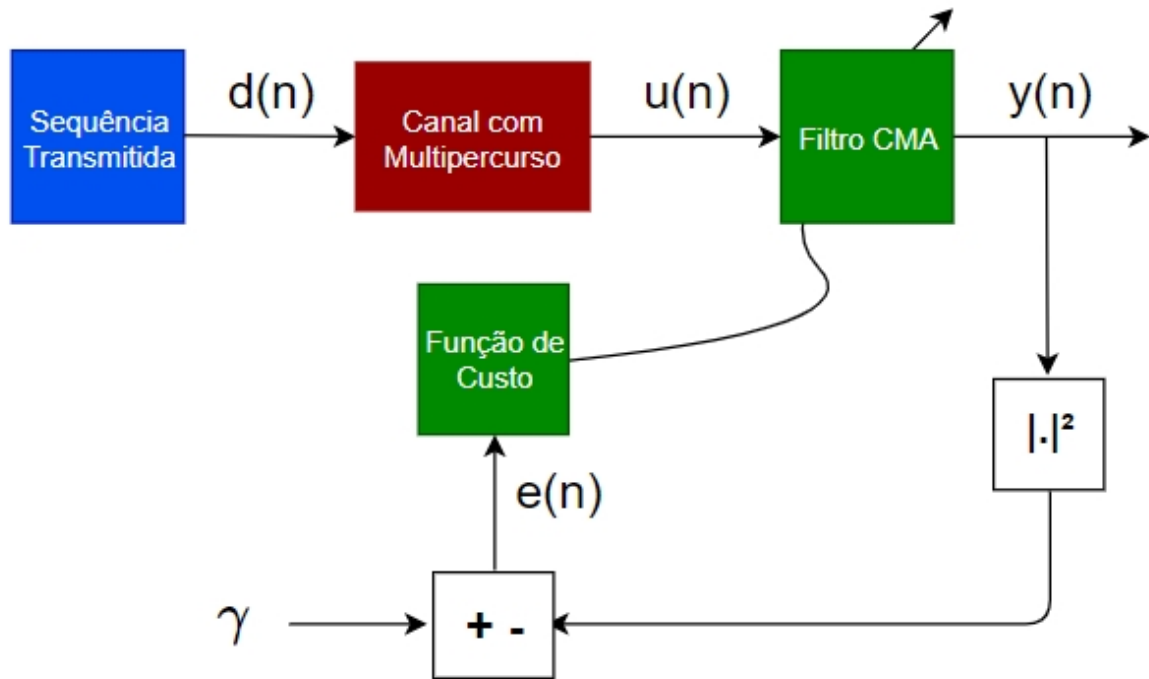 Sequência
Transmitida
d(n)
Canal com
Multipercurso
u(n)
Filtro CMA
y(n)
Função de
Custo
|.|²
e(n)
γ
+ -